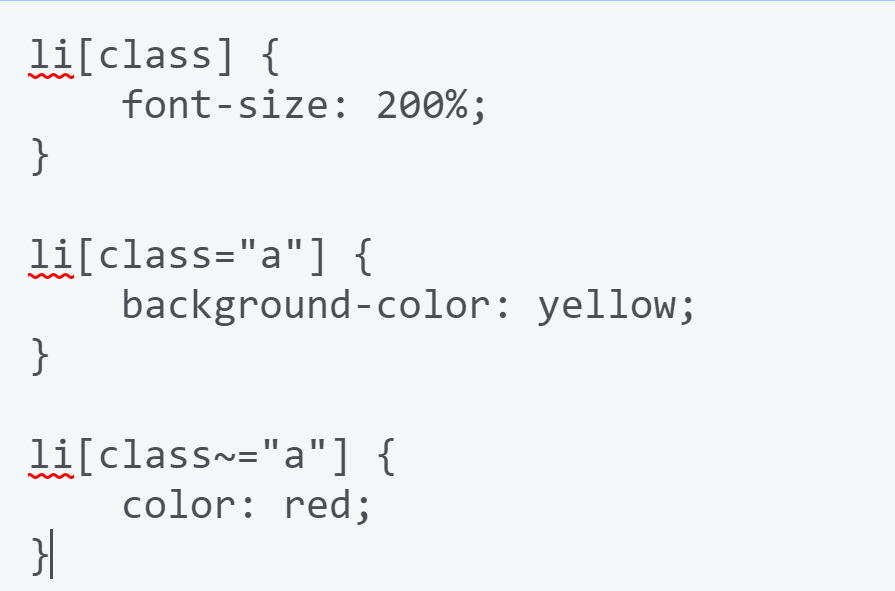 li[class] {
    font-size: 200%;
}

li[class="a"] {
    background-color: yellow;
}

li[class~="a"] {
    color: red;
}